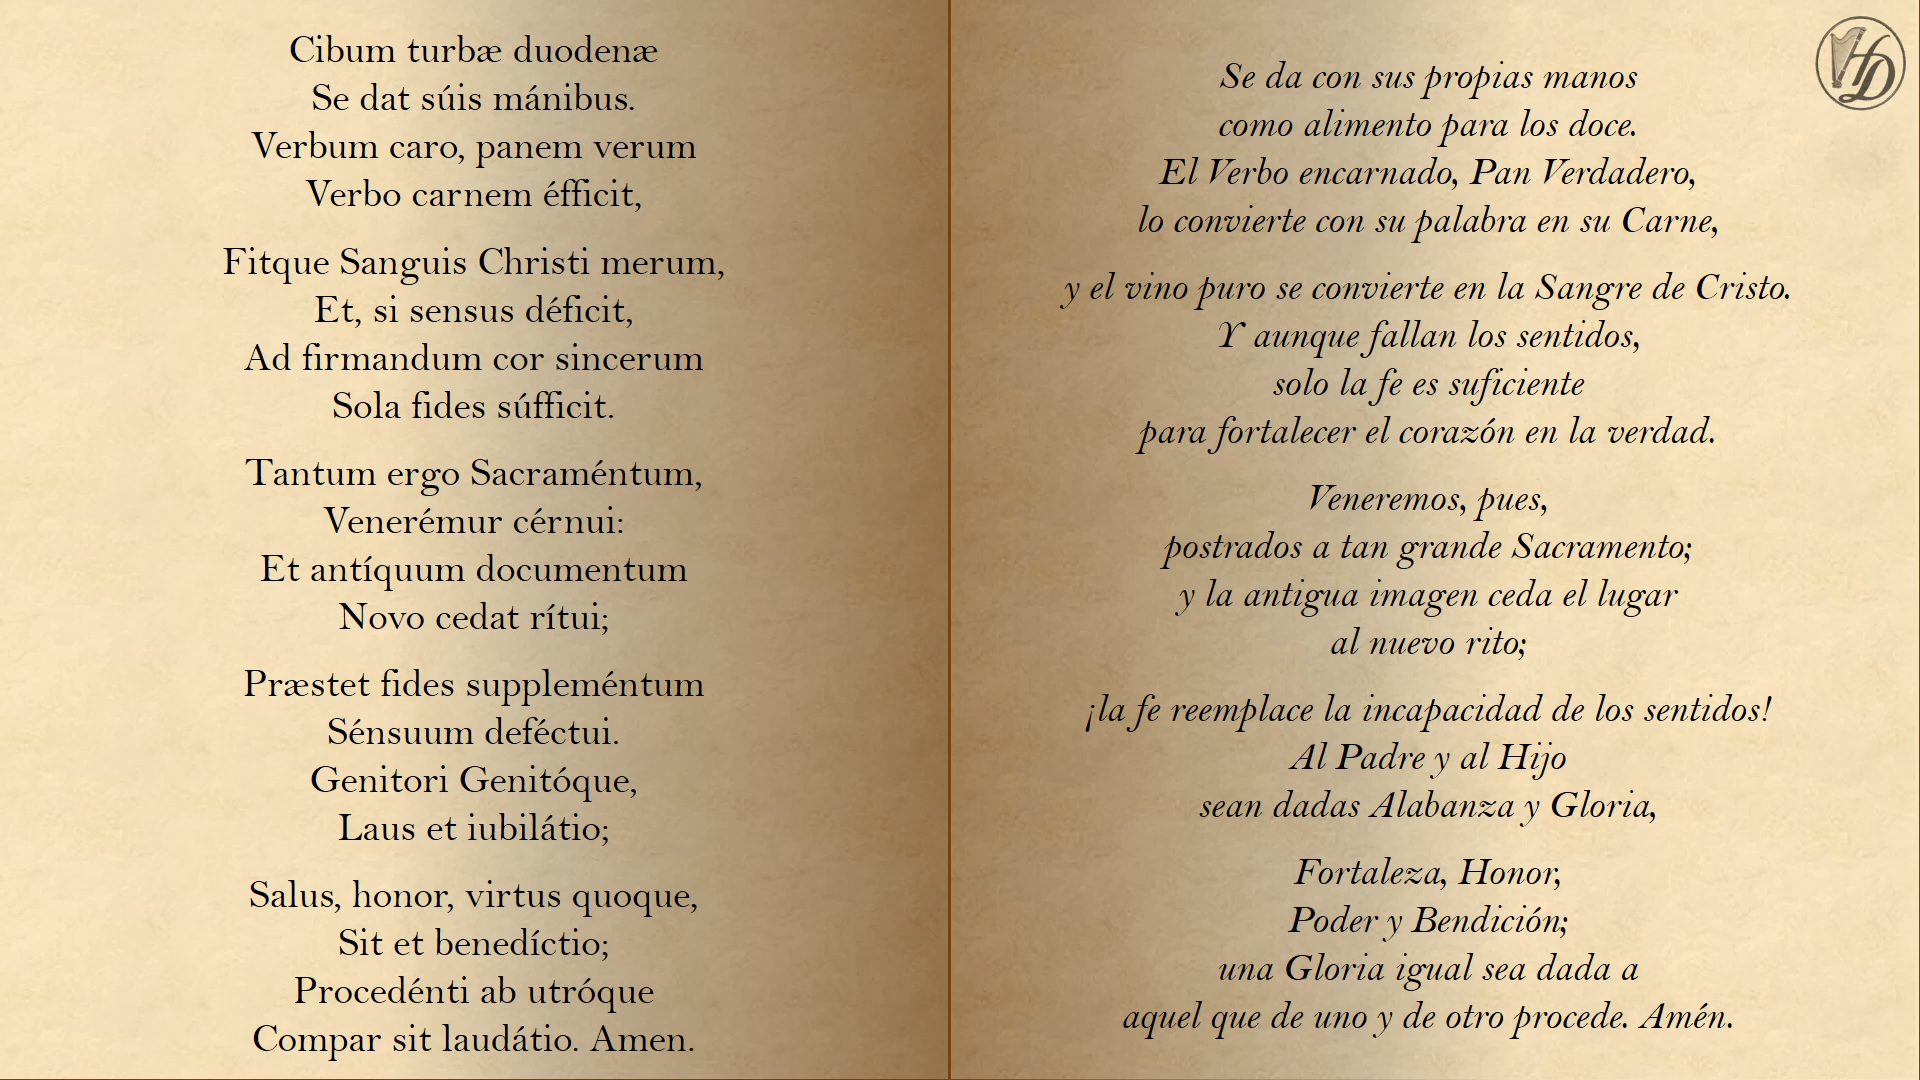 Cibum turbæ duodenæ
Se dat súis mánibus.
Verbum caro, panem verum
Verbo carnem éfficit,
Fitque Sanguis Christi merum,
Et, si sensus déficit,
Ad firmandum cor sincerum
Sola fides súfficit.
Tantum ergo Sacraméntum,
Venerémur cérnui:
Et antíquum documentum
Novo cedat rítui;
Præstet fides suppleméntum
Sénsuum deféctui.
Genitori Genitóque,
Laus et iubilátio;
Salus, honor, virtus quoque,
Sit et benedíctio;
Procedénti ab utróque
Compar sit laudátio. Amen.
Se da con sus propias manos
como alimento para los doce.
El Verbo encarnado, Pan Verdadero,
lo convierte con su palabra en su Carne,
y el vino puro se convierte en la Sangre de Cristo.
Y aunque fallan los sentidos,
solo la fe es suficiente
para fortalecer el corazón en la verdad.
Veneremos, pues,
postrados a tan grande Sacramento;
y la antigua imagen ceda el lugar
al nuevo rito;
¡la fe reemplace la incapacidad de los sentidos!
Al Padre y al Hijo
sean dadas Alabanza y Gloria,
Fortaleza, Honor,
Poder y Bendición;
una Gloria igual sea dada a
aquel que de uno y de otro procede. Amén.
HD